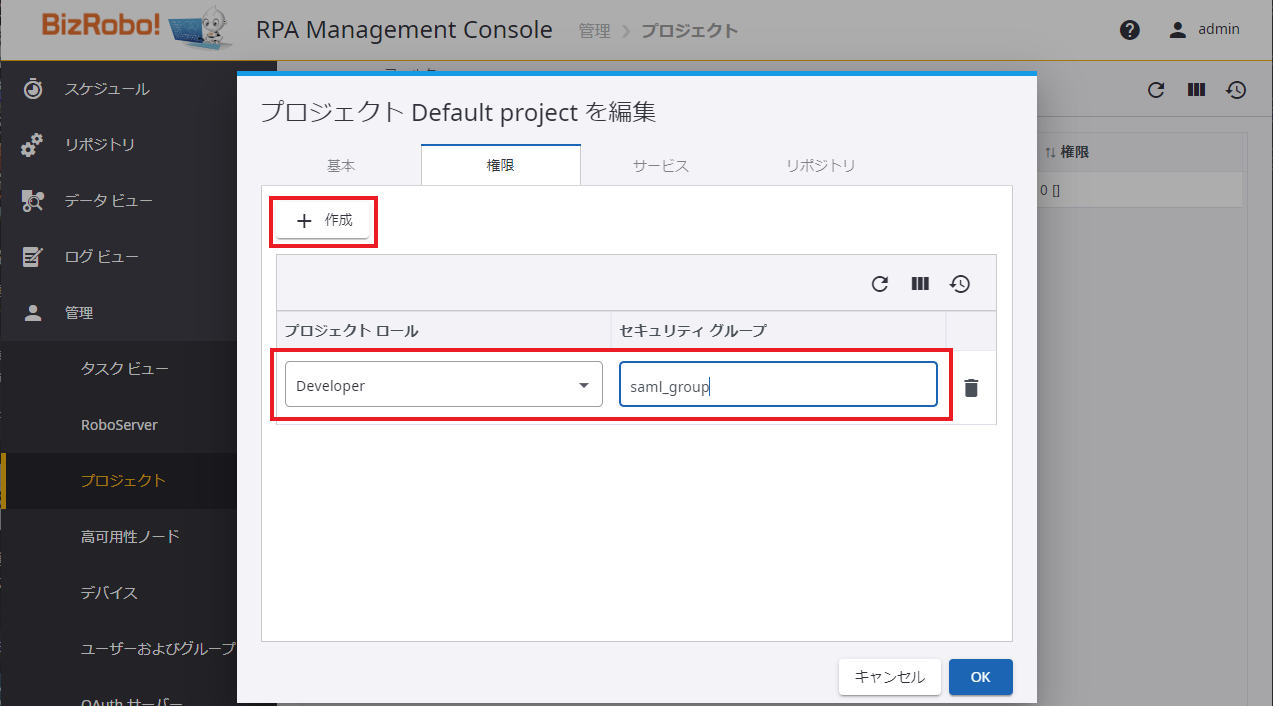 BizRobo!
RPA Management Console
管理
プロジェクト
admin
スケジュール
リポジトリ
データ ビュー
ログ ビュー
管理
タスク ビュー
RoboServer
プロジェクト
高可用性ノード
デバイス
ユーザーおよびグループ
OAuth サーバー
プロジェクト Default project を編集
基本
権限
サービス
リポジトリ
作成
プロジェクト ロール
セキュリティ グループ
Developer
saml_group
キャンセル
OK
権限
0 []